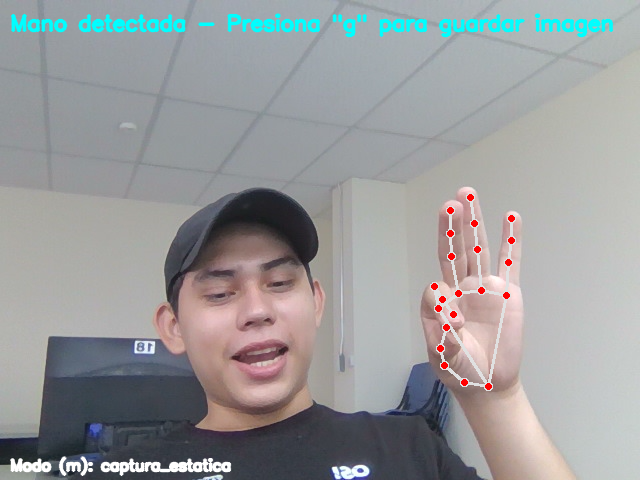 Mano detectada - Presiona "g" para guardar imagen
18
Modo (m): captura_estatica